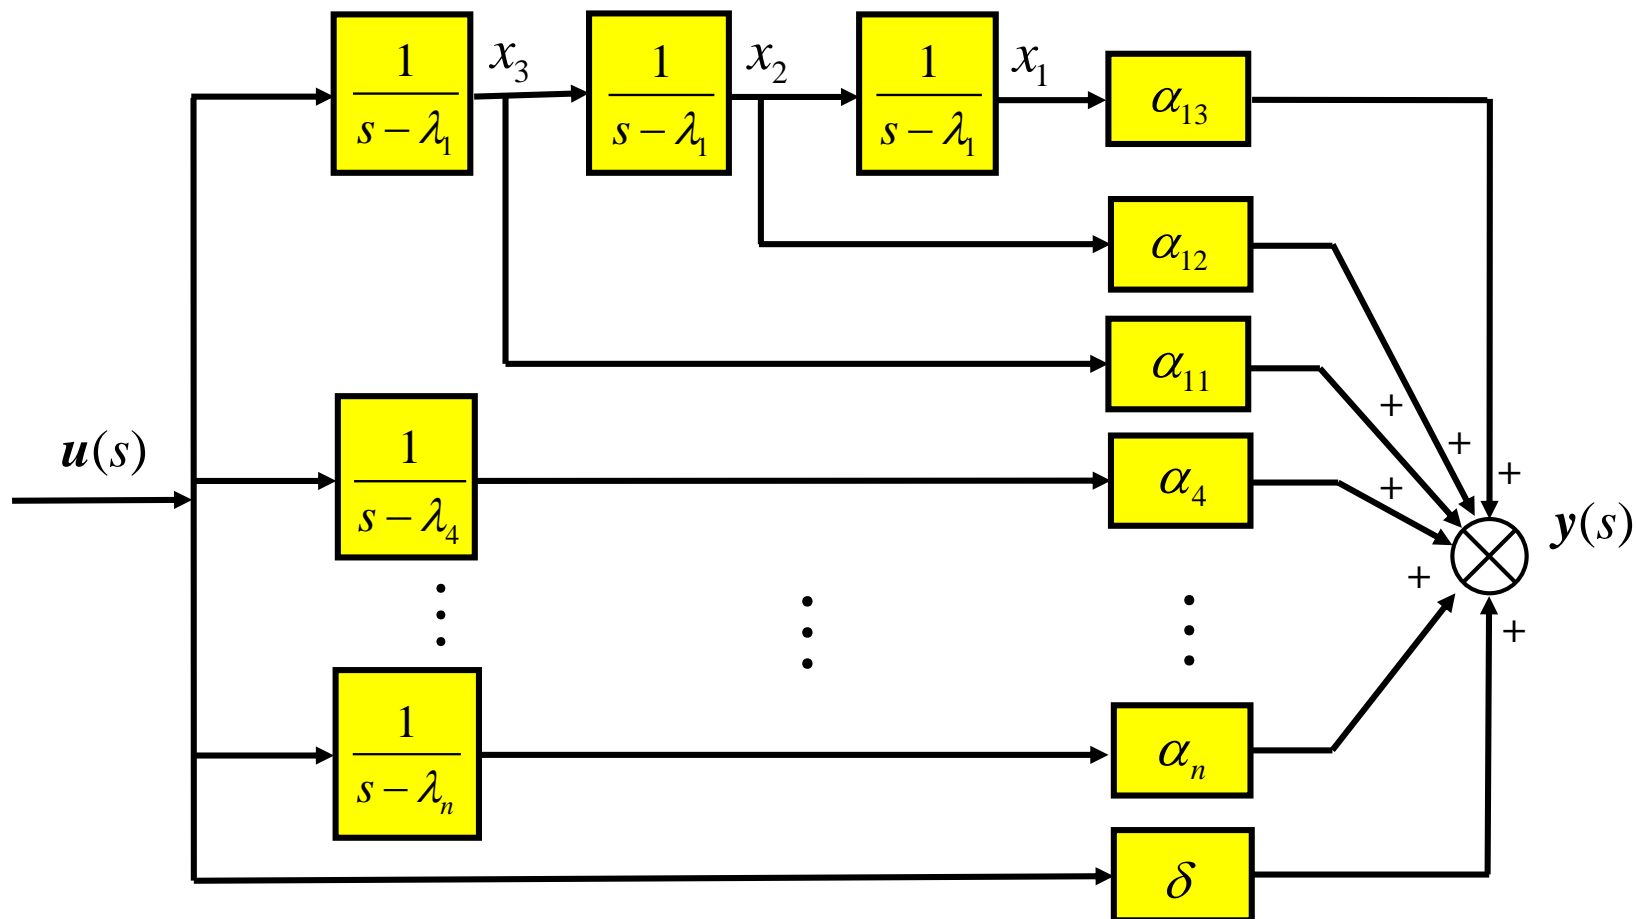 1
s − λ₁
x₃
1
s − λ₁
x₂
1
s − λ₁
x₁
α₁₃
α₁₂
α₁₁
+
+
+
+
u(s)
1
s − λ₄
α₄
y(s)
+
1
s − λₙ
αₙ
+
δ